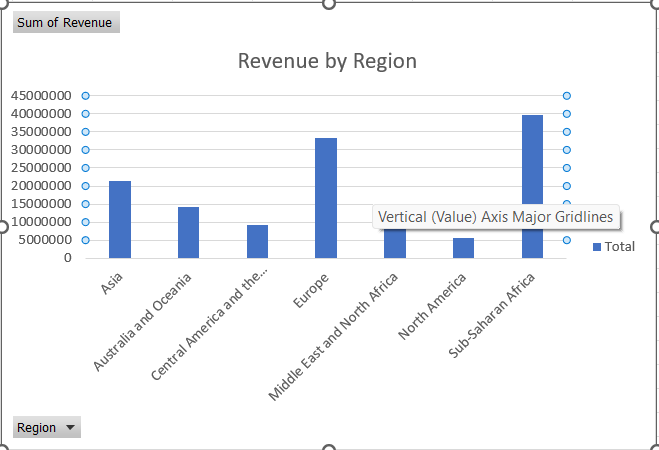 Sum of Revenue
Revenue by Region
45000000
40000000
35000000
30000000
25000000
20000000
15000000
10000000
5000000
0
Vertical (Value) Axis Major Gridlines
Total
Asia
Australia and Oceania
Central America and the...
Europe
Middle East and North Africa
North America
Sub-Saharan Africa
Region